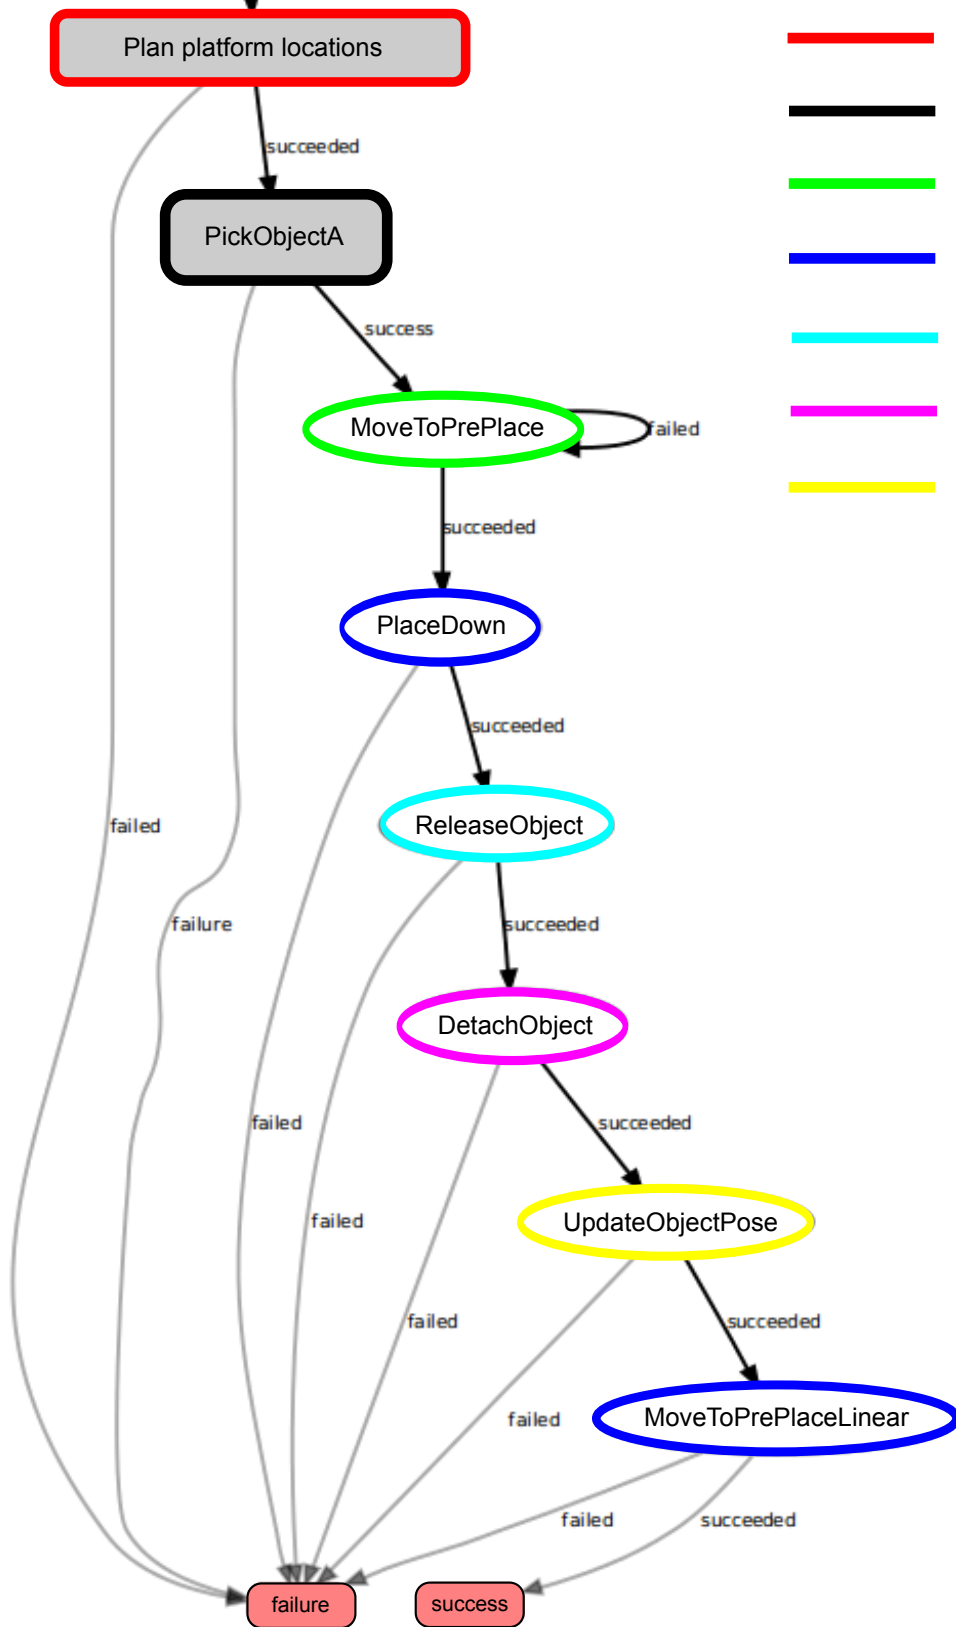 Plan platform locations
succeeded
PickObjectA
success
MoveToPrePlace
failed
succeeded
PlaceDown
succeeded
failed
ReleaseObject
failure
succeeded
DetachObject
failed
succeeded
failed
UpdateObjectPose
failed
succeeded
failed
MoveToPrePlaceLinear
failed
succeeded
failure
success